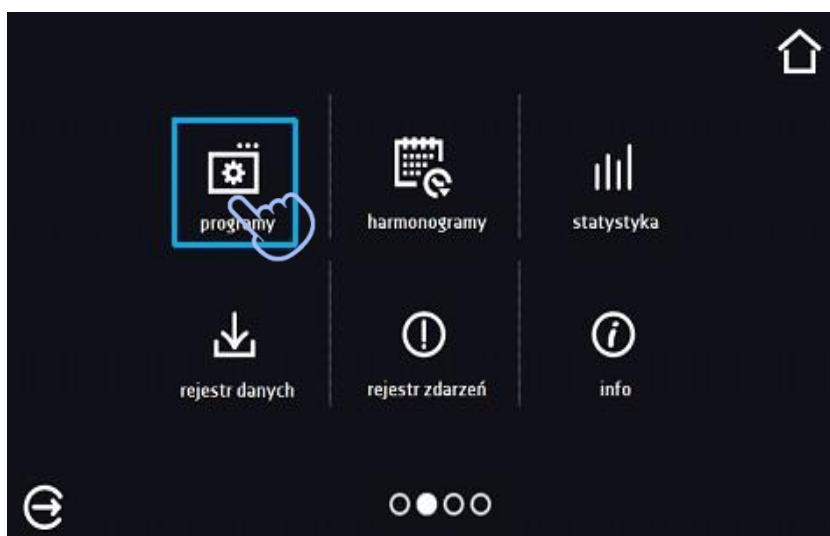 programy
harmonogramy
statystyka
rejestr danych
rejestr zdarzeń
info